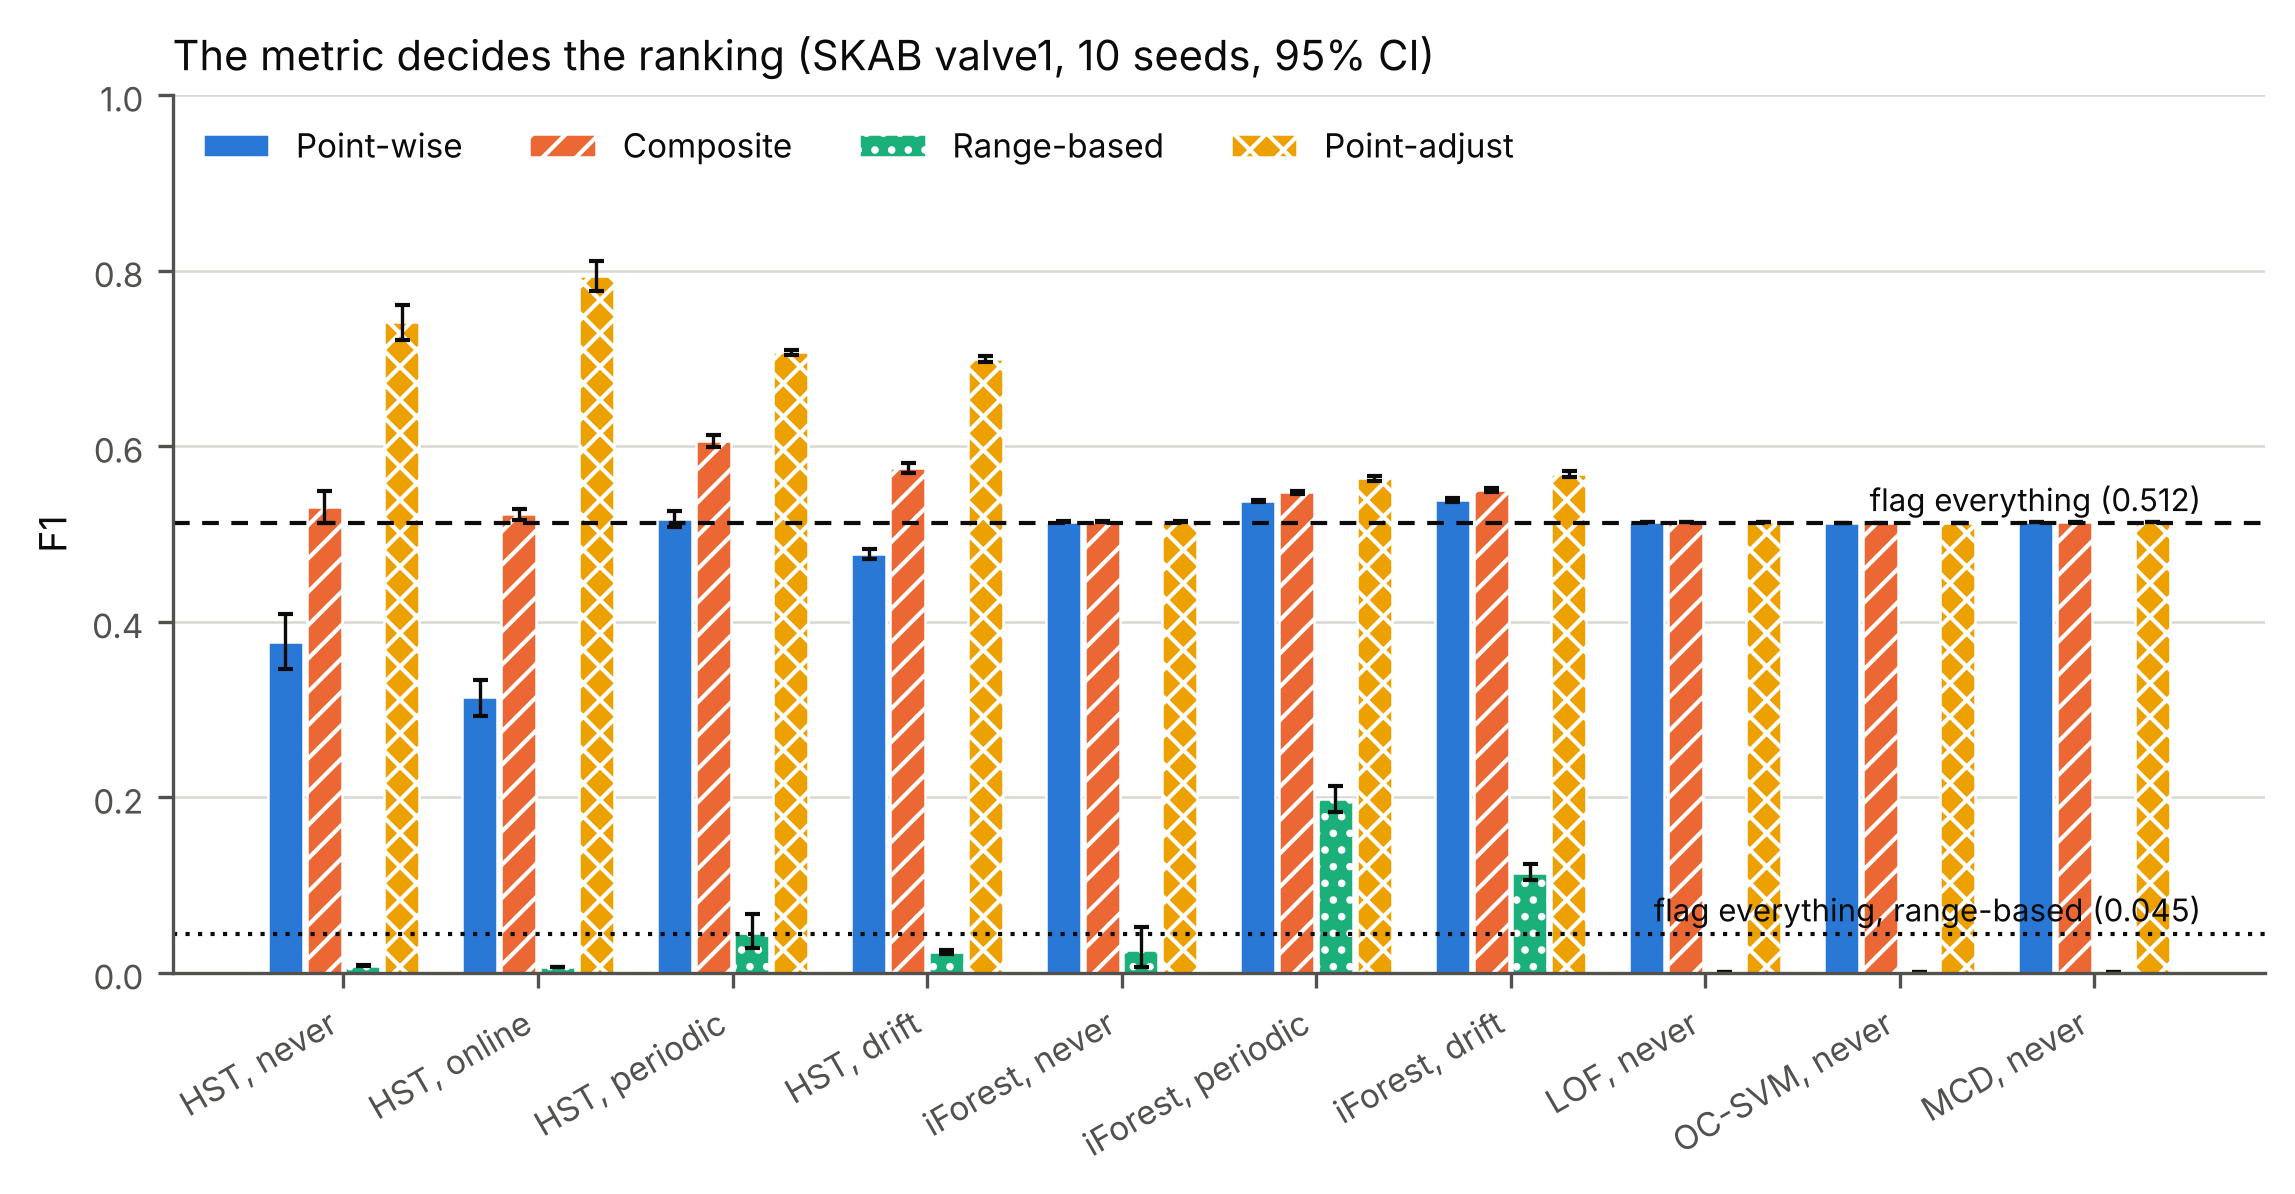 The metric decides the ranking (SKAB valve1, 10 seeds, 95% CI)
1.0
Point-wise Composite Range-based Point-adjust
0.8
0.6
flag everything (0.512)
F1
0.4
0.2
flag everything, range-based (0.045)
0.0
HST, never
HST, online
HST, periodic
HST, drift
iForest, never
iForest, periodic
iForest, drift
LOF, never
OC-SVM, never
MCD, never